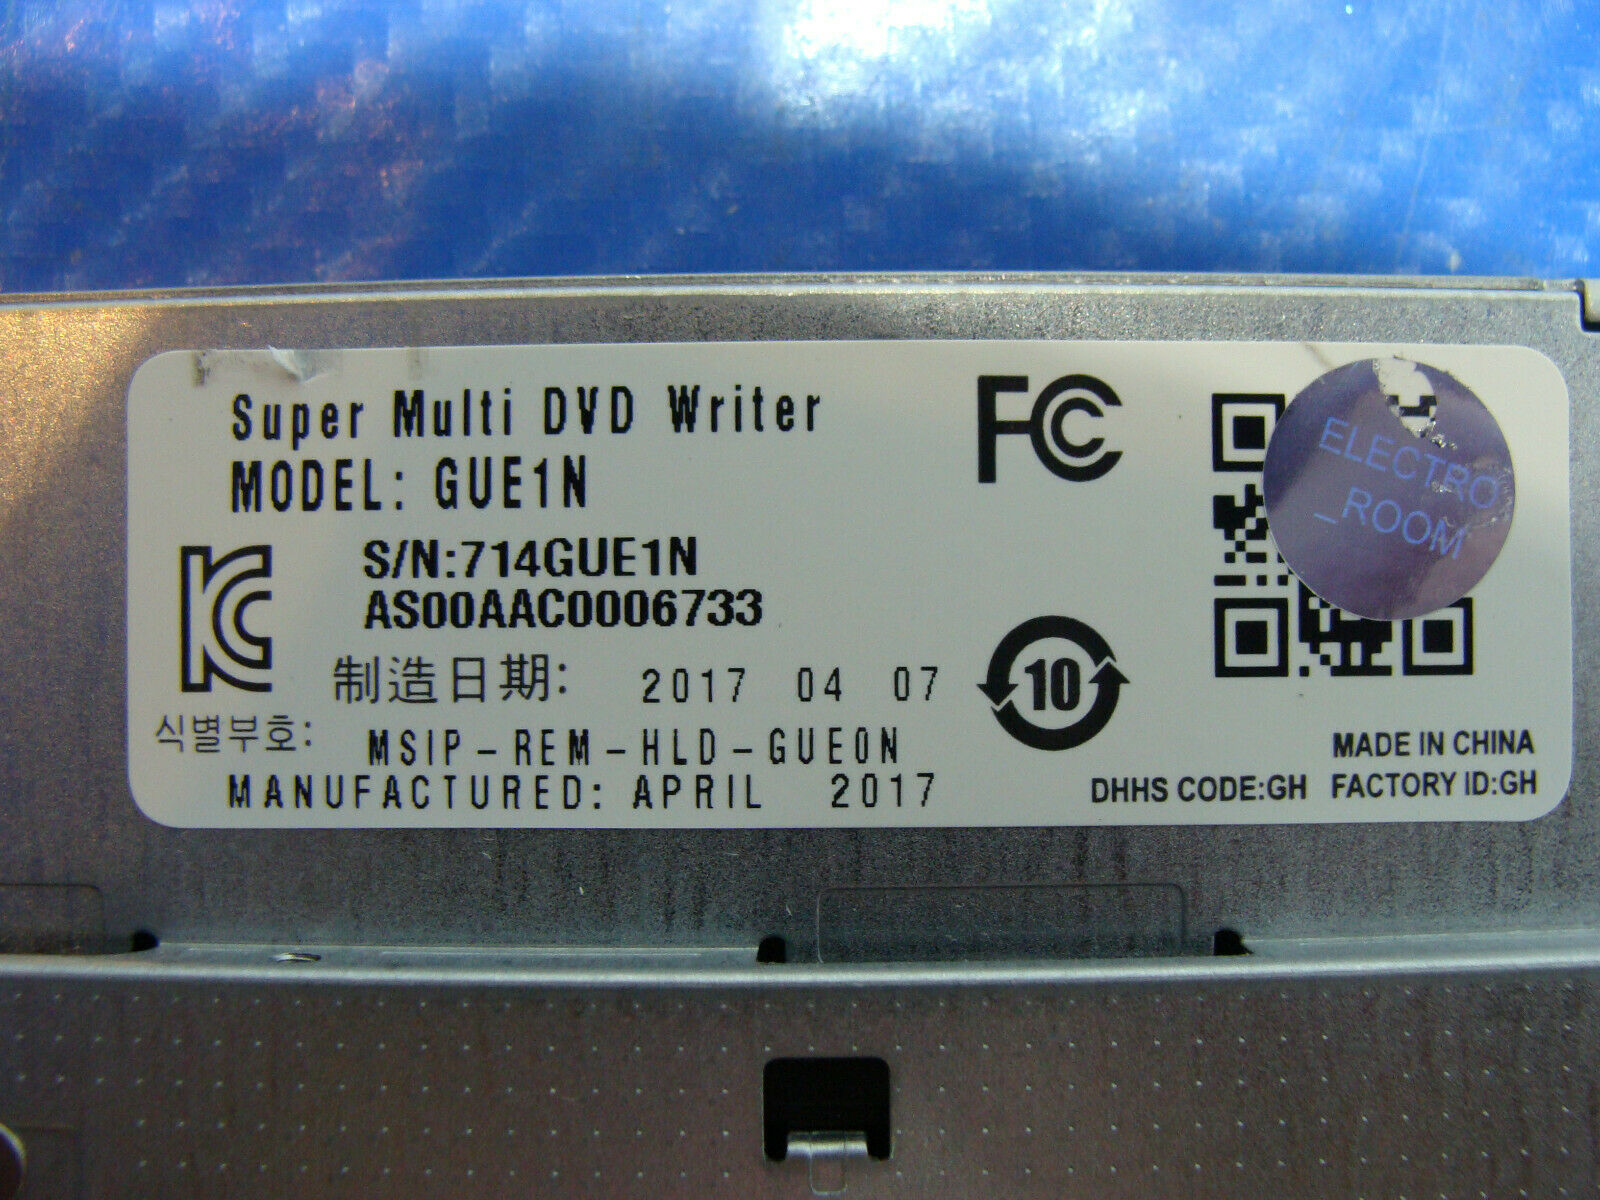 Super Multi DVD Writer
MODEL: GUE1N
FC
S/N:714GUE1N
AS00AAC0006733
KC
制造日期: 2017 04 07
10
식별부호: MSIP-REM-HLD-GUE0N
MANUFACTURED: APRIL 2017
ELECTRO
_ROOM
MADE IN CHINA
DHHS CODE:GH FACTORY ID:GH